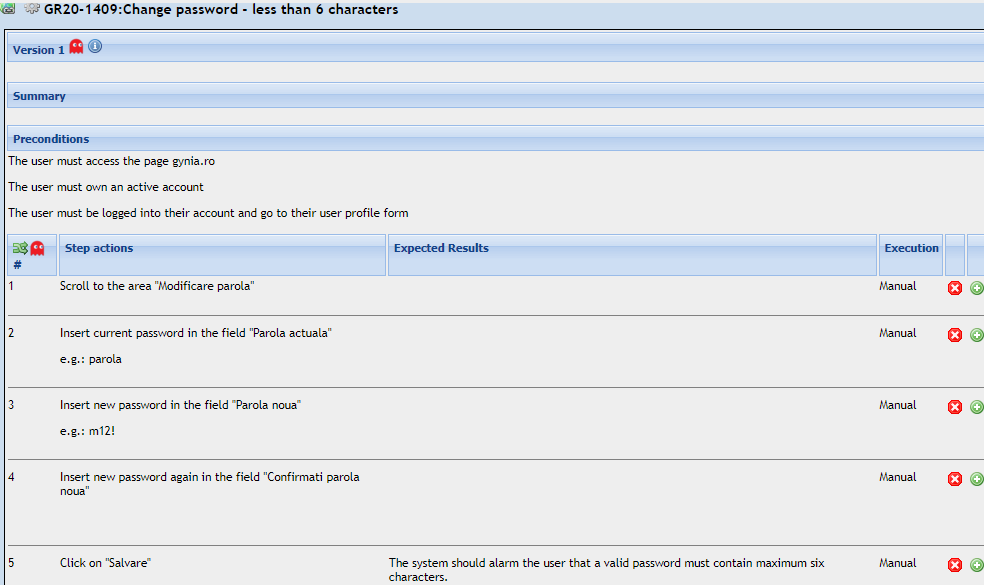 GR20-1409:Change password - less than 6 characters
Version 1
Summary
Preconditions
The user must access the page gynia.ro
The user must own an active account
The user must be logged into their account and go to their user profile form
# Step actions Expected Results Execution
1 Scroll to the area "Modificare parola" Manual
2 Insert current password in the field "Parola actuala" Manual
e.g.: parola
3 Insert new password in the field "Parola noua" Manual
e.g.: m12!
4 Insert new password again in the field "Confirmati parola Manual
noua"
5 Click on "Salvare" The system should alarm the user that a valid password must contain maximum six Manual
characters.